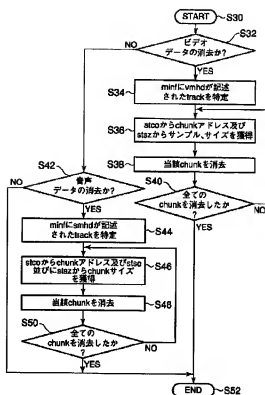 START
S30
ビデオ
データの消去か?
S32
NO
YES
minfにvmhdが記述
されたtrackを特定
S34
stcoからchunkアドレス及び
stazからサンプル、サイズを獲得
S36
当該chunkを消去
S38
全ての
chunkを消去したか
?
S40
YES
NO
音声
データの消去か?
S42
NO
YES
minfにsmhdが記述
されたtrackを特定
S44
stcoからchunkアドレス及びstsc
並びにstazからchunkサイズ
を獲得
S46
当該chunkを消去
S48
全ての
chunkを消去したか
?
S50
NO
YES
END
S52